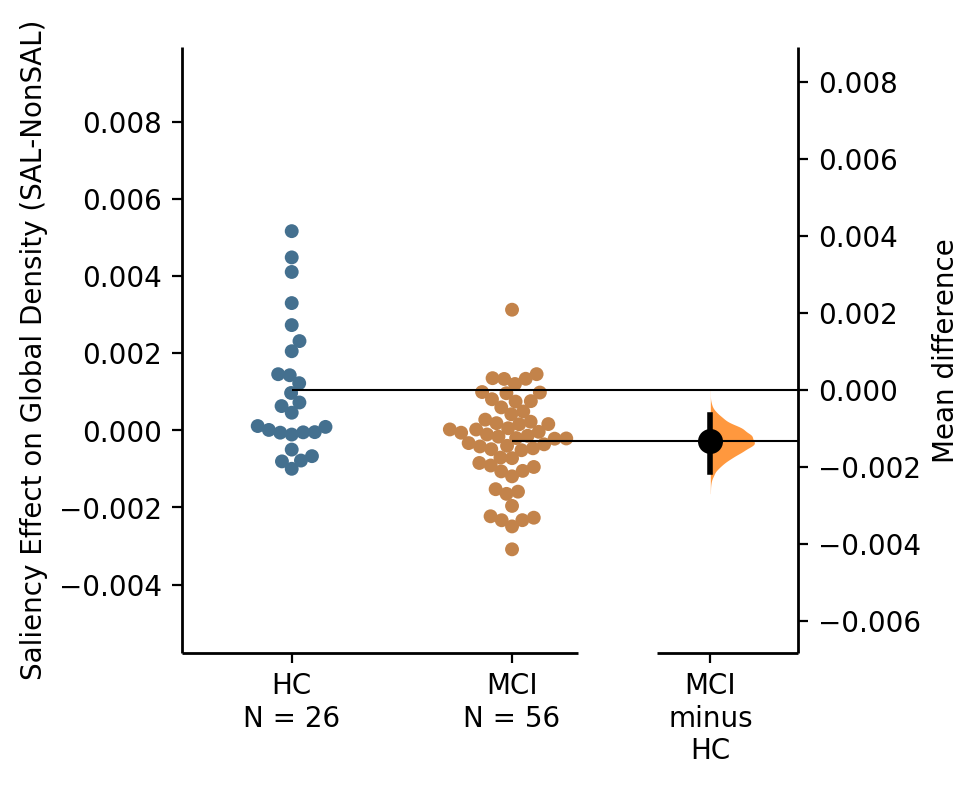 Saliency Effect on Global Density (SAL-NonSAL)
0.008
0.006
0.004
0.002
0.000
−0.002
−0.004
HC
N = 26
MCI
N = 56
MCI
minus
HC
0.008
0.006
0.004
0.002
0.000
−0.002
−0.004
−0.006
Mean difference